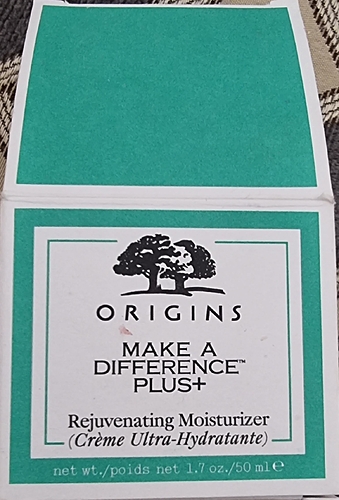 ORIGINS
MAKE A
DIFFERENCE™
PLUS+
Rejuvenating Moisturizer
(Crème Ultra-Hydratante)
net wt./poids net 1.7 oz./50 ml ℮